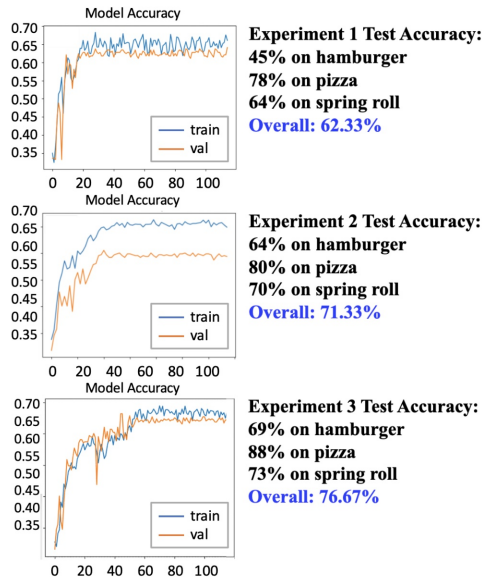 Model Accuracy
0.70
0.65
0.60
0.55
0.50
0.45
0.40
0.35
0 20 40 60 80 100
train
val
Experiment 1 Test Accuracy:
45% on hamburger
78% on pizza
64% on spring roll
Overall: 62.33%
Model Accuracy
0.70
0.65
0.60
0.55
0.50
0.45
0.40
0.35
0 20 40 60 80 100
train
val
Experiment 2 Test Accuracy:
64% on hamburger
80% on pizza
70% on spring roll
Overall: 71.33%
Model Accuracy
0.70
0.65
0.60
0.55
0.50
0.45
0.40
0.35
0 20 40 60 80 100
train
val
Experiment 3 Test Accuracy:
69% on hamburger
88% on pizza
73% on spring roll
Overall: 76.67%